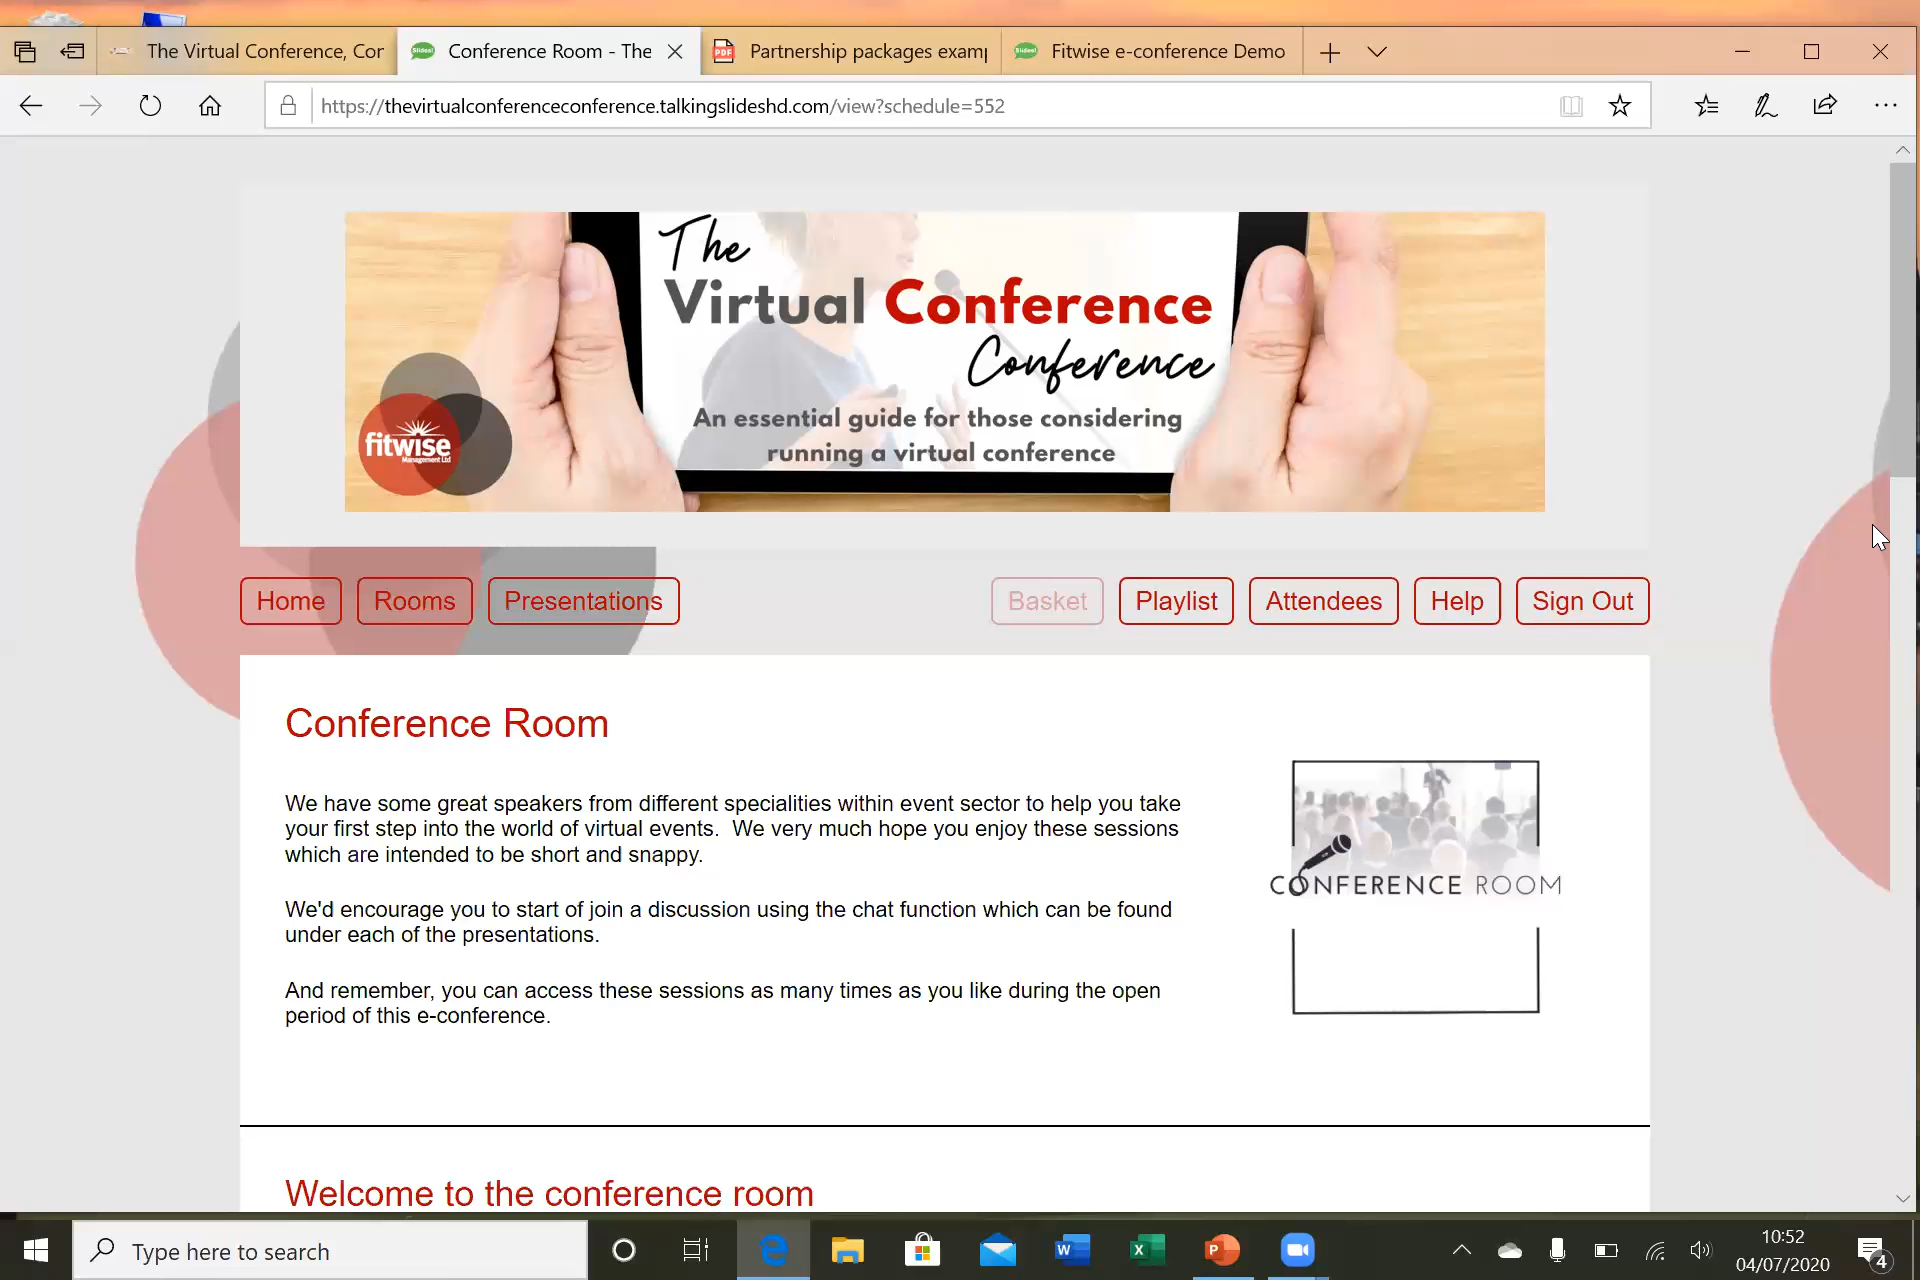 The Virtual Conference, Cor
Conference Room - The
Partnership packages exam
Fitwise e-conference Demo
https://thevirtualconferenceconference.talkingslideshd.com/view?schedule=552
The
Virtual Conference
Conference
An essential guide for those considering
running a virtual conference
fitwise
Management Ltd
Home Rooms Presentations Basket Playlist Attendees Help Sign Out
Conference Room
We have some great speakers from different specialities within event sector to help you take
your first step into the world of virtual events.  We very much hope you enjoy these sessions
which are intended to be short and snappy.
We'd encourage you to start of join a discussion using the chat function which can be found
under each of the presentations.
And remember, you can access these sessions as many times as you like during the open
period of this e-conference.
CONFERENCE ROOM
Welcome to the conference room
Type here to search
10:52
04/07/2020
4